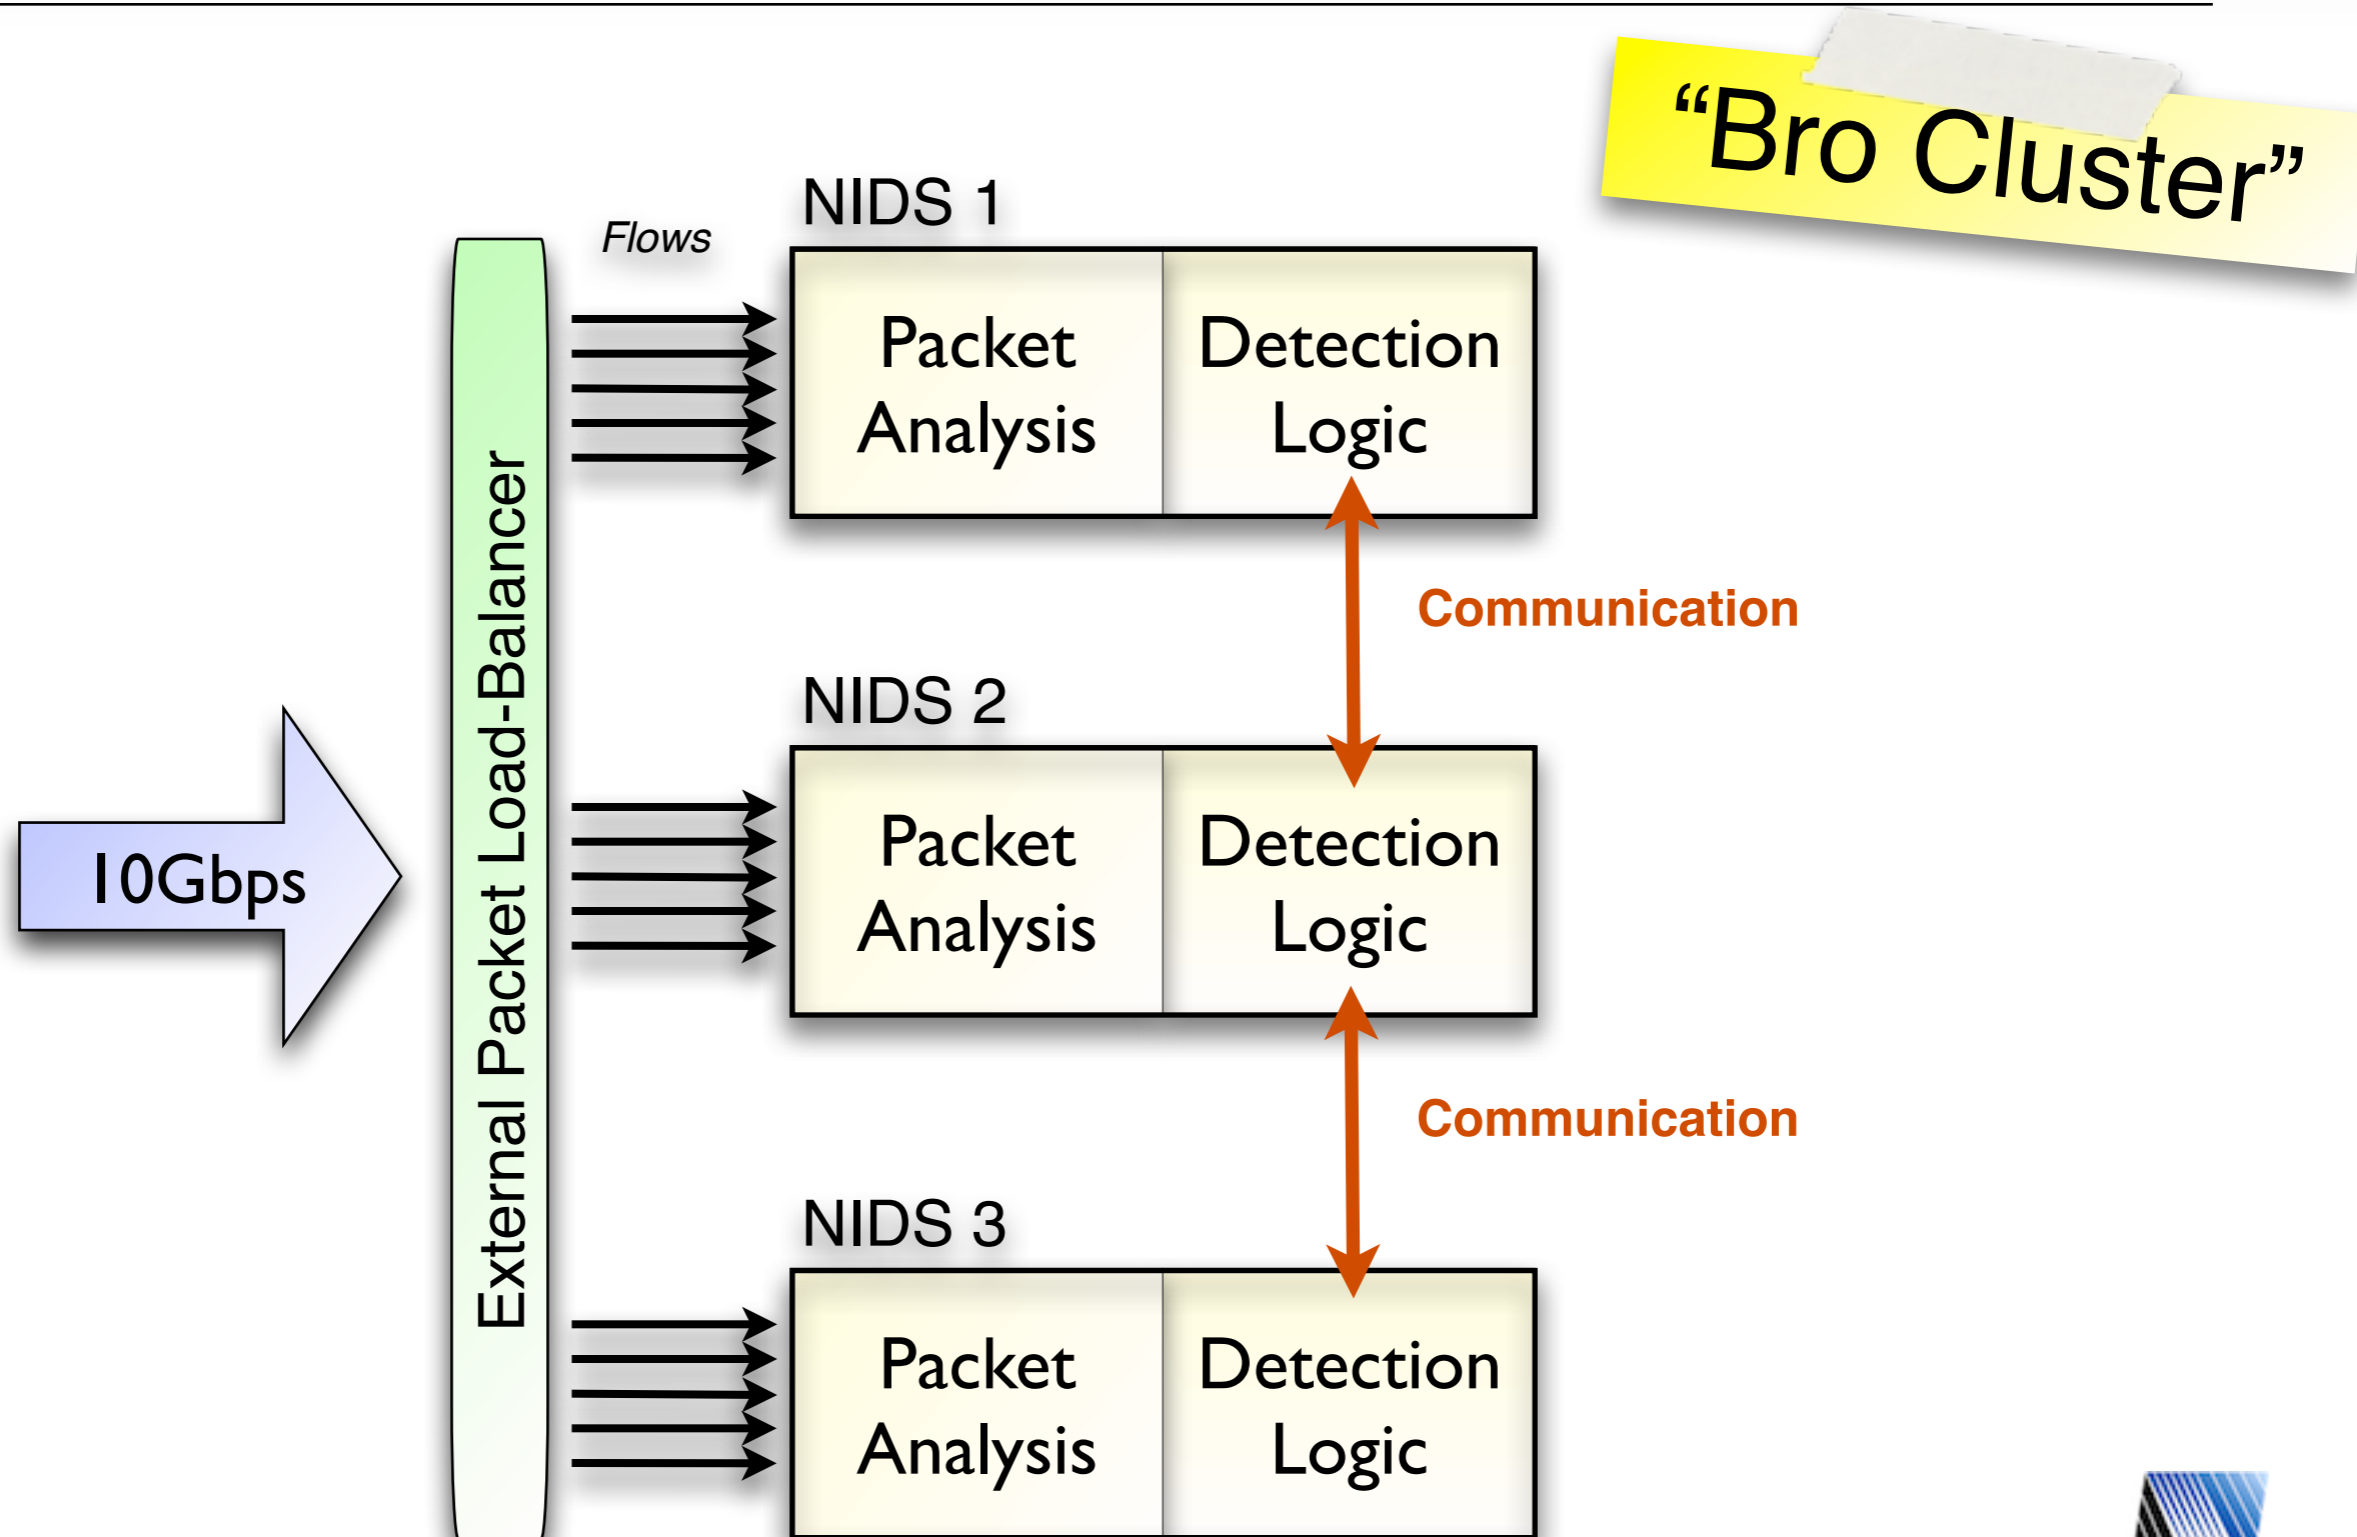 “Bro Cluster”
Flows
NIDS 1
Packet
Analysis
Detection
Logic
Communication
10Gbps
External Packet Load-Balancer
NIDS 2
Packet
Analysis
Detection
Logic
Communication
NIDS 3
Packet
Analysis
Detection
Logic